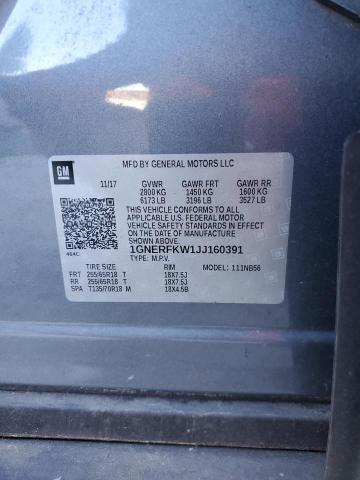 GM
MFD BY GENERAL MOTORS LLC
11/17 GVWR GAWR FRT GAWR RR
2800 KG 1450 KG 1600 KG
6173 LB 3196 LB 3527 LB
THIS VEHICLE CONFORMS TO ALL
APPLICABLE U.S. FEDERAL MOTOR
VEHICLE SAFETY STANDARDS IN
EFFECT ON THE DATE OF
MANUFACTURE SHOWN ABOVE.
1GNERFKW1JJ160391
TYPE: M.P.V.
TIRE SIZE RIM MODEL: 111NB56
FRT 255/65R18 T 18X7.5J
RR 255/65R18 T 18X7.5J
SPA T135/70R18 M 18X4.5B